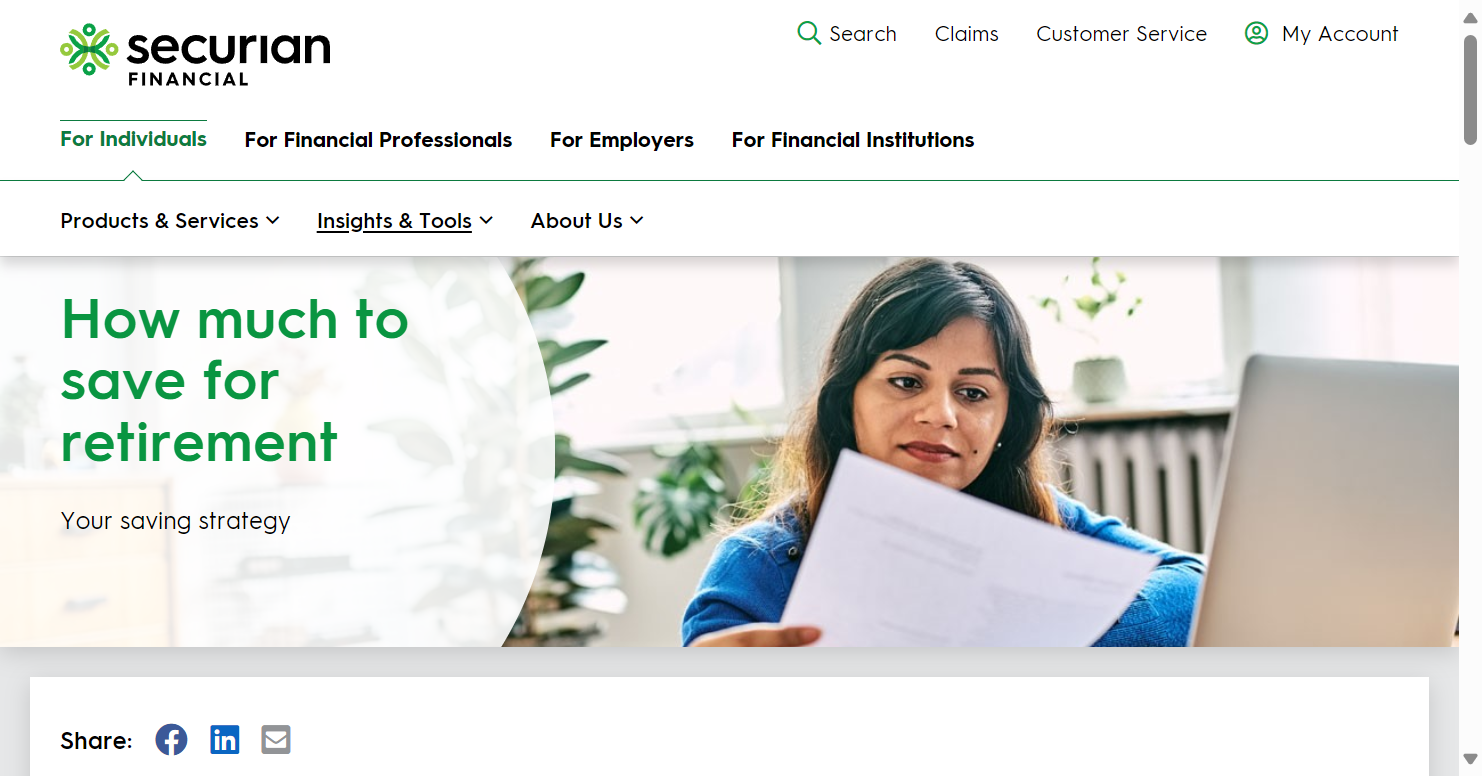 securian
FINANCIAL
Search
Claims
Customer Service
My Account
For Individuals
For Financial Professionals
For Employers
For Financial Institutions
Products & Services
Insights & Tools
About Us
How much to
save for
retirement
Your saving strategy
Share: